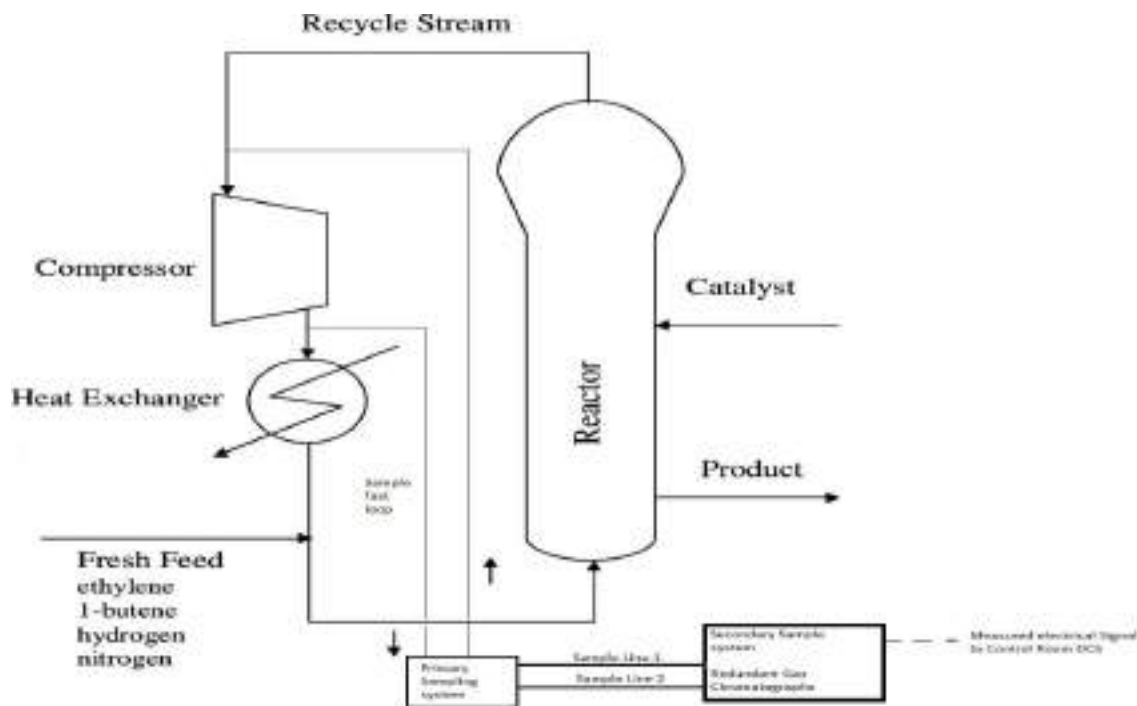 Recycle Stream
Compressor
Catalyst
Heat Exchanger
Reactor
Product
Sample
fast
loop
Fresh Feed
ethylene
1-butene
hydrogen
nitrogen
Primary
Sampling
system
Sample Line 1
Sample Line 2
Secondary Sample
system
Redundant Gas
Chromatographs
Measured electrical Signal
to Control Room DCS